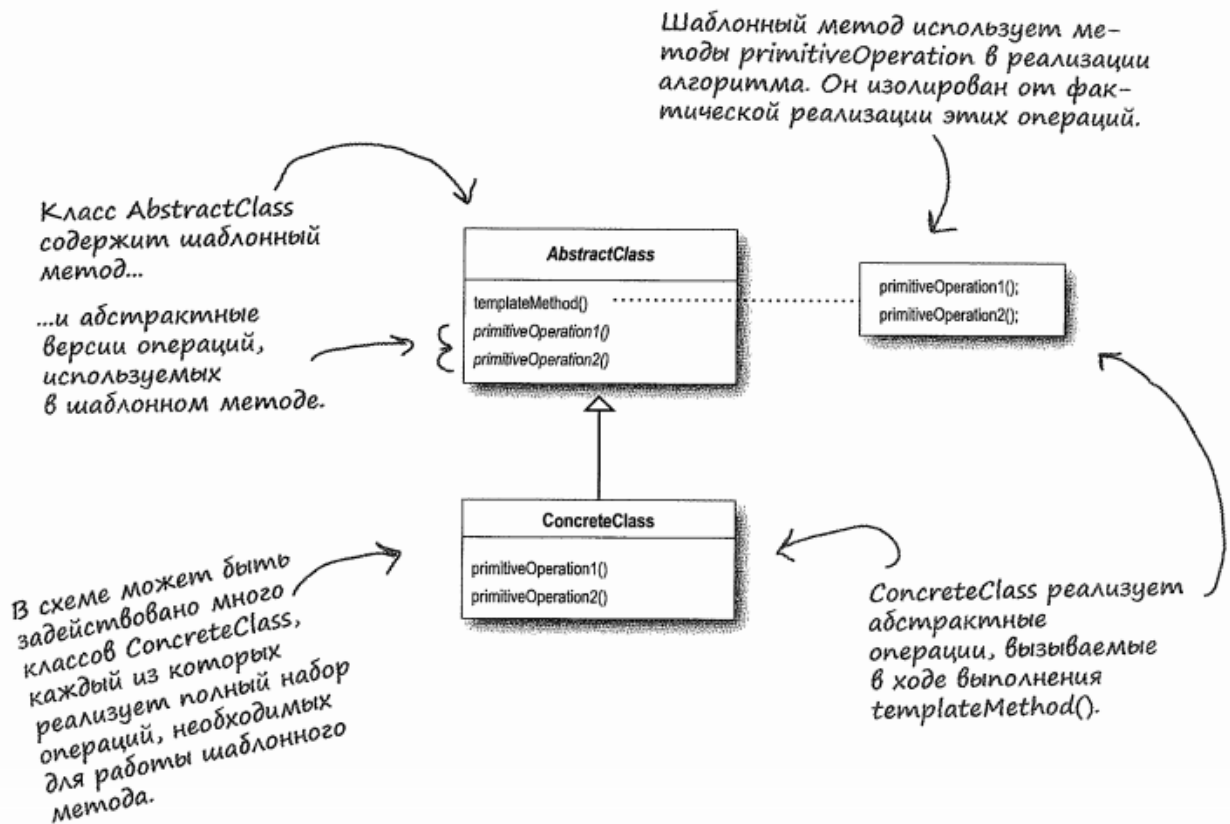 Шаблонный метод использует ме-
тоды primitiveOperation в реализации
алгоритма. Он изолирован от фак-
тической реализации этих операций.
Класс AbstractClass
содержит шаблонный
метод...
...и абстрактные
версии операций,
используемых
в шаблонном методе.
AbstractClass
templateMethod()
primitiveOperation1()
primitiveOperation2()
primitiveOperation1();
primitiveOperation2();
ConcreteClass
primitiveOperation1()
primitiveOperation2()
В схеме может быть
задействовано много
классов ConcreteClass,
каждый из которых
реализует полный набор
операций, необходимых
для работы шаблонного
метода.
ConcreteClass реализует
абстрактные
операции, вызываемые
в ходе выполнения
templateMethod().